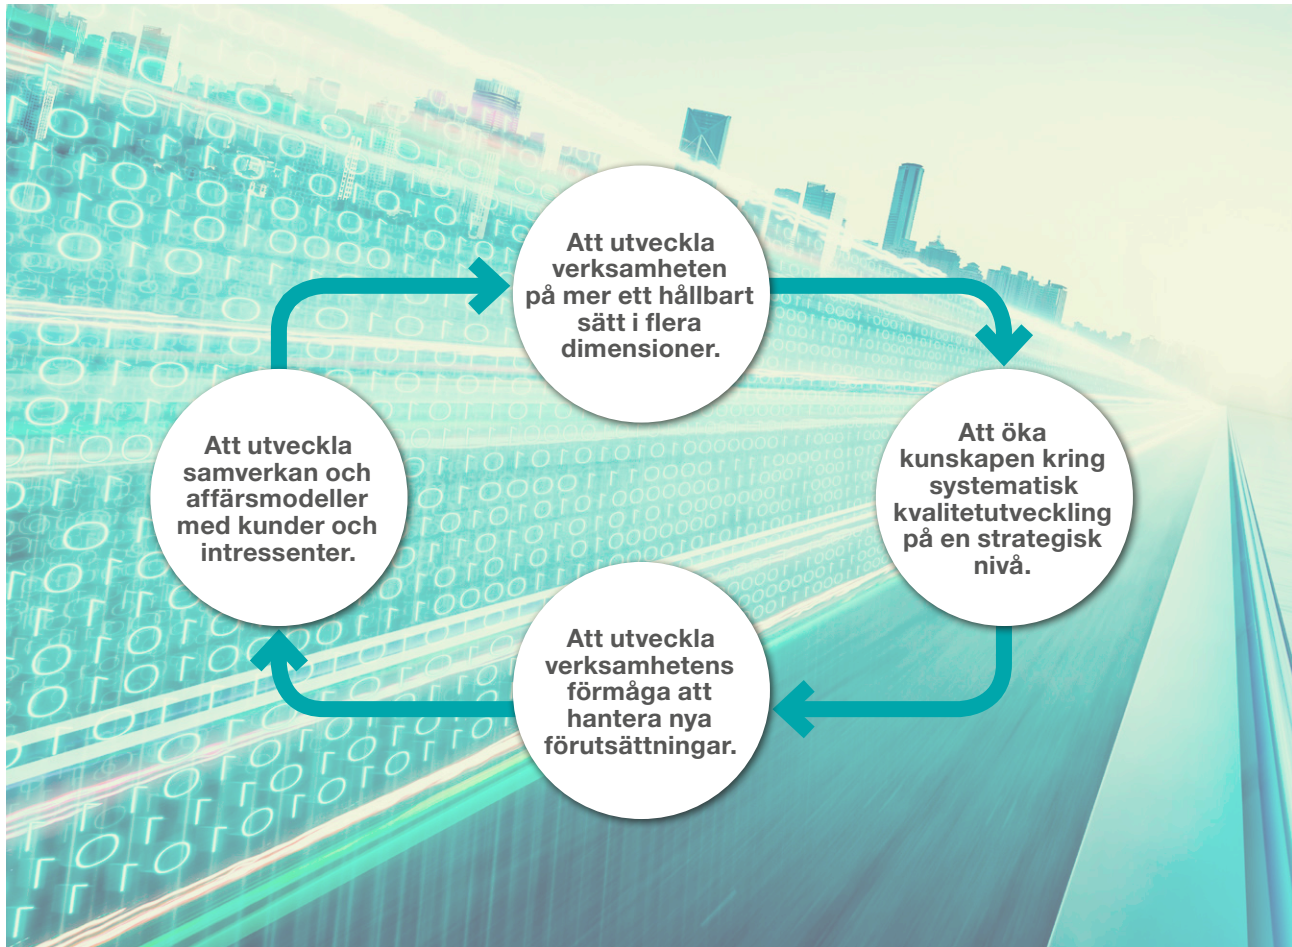 Att utveckla
verksamheten
på mer ett hållbart
sätt i flera
dimensioner.
Att öka
kunskapen kring
systematisk
kvalitetutveckling
på en strategisk
nivå.
Att utveckla
verksamhetens
förmåga att
hantera nya
förutsättningar.
Att utveckla
samverkan och
affärsmodeller
med kunder och
intressenter.